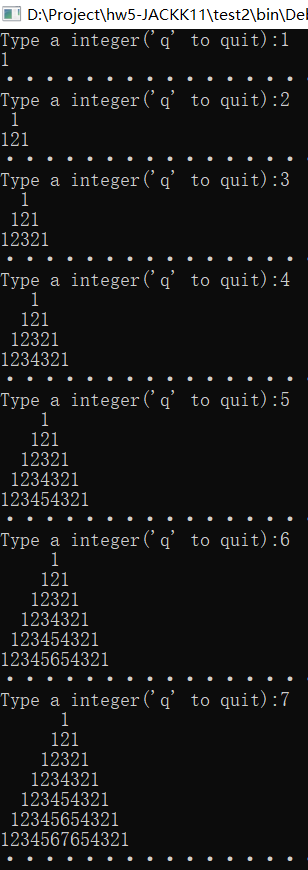 D:\Project\hw5-JACKK11\test2\bin\Del
Type a integer('q' to quit):1
1
• • • • • • • • • • • • • • •
Type a integer('q' to quit):2
 1
121
• • • • • • • • • • • • • • •
Type a integer('q' to quit):3
  1
 121
12321
• • • • • • • • • • • • • • •
Type a integer('q' to quit):4
   1
  121
 12321
1234321
• • • • • • • • • • • • • • •
Type a integer('q' to quit):5
    1
   121
  12321
 1234321
123454321
• • • • • • • • • • • • • • •
Type a integer('q' to quit):6
     1
    121
   12321
  1234321
 123454321
12345654321
• • • • • • • • • • • • • • •
Type a integer('q' to quit):7
      1
     121
    12321
   1234321
  123454321
 12345654321
1234567654321
• • • • • • • • • • • • • • •